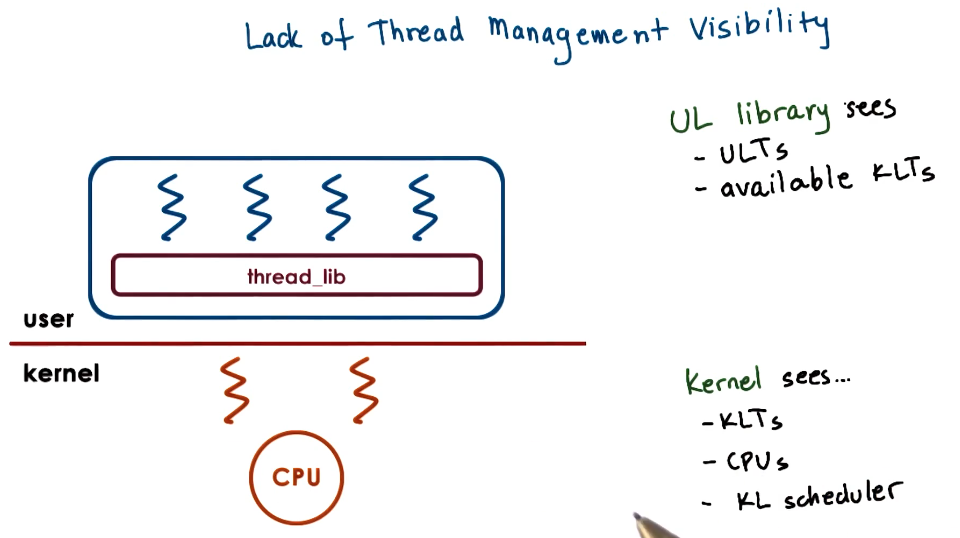 Lack of Thread Management Visibility
UL library sees
- ULTs
- available KLTs
thread_lib
user
kernel
CPU
Kernel sees...
- KLTs
- CPUs
- KL scheduler